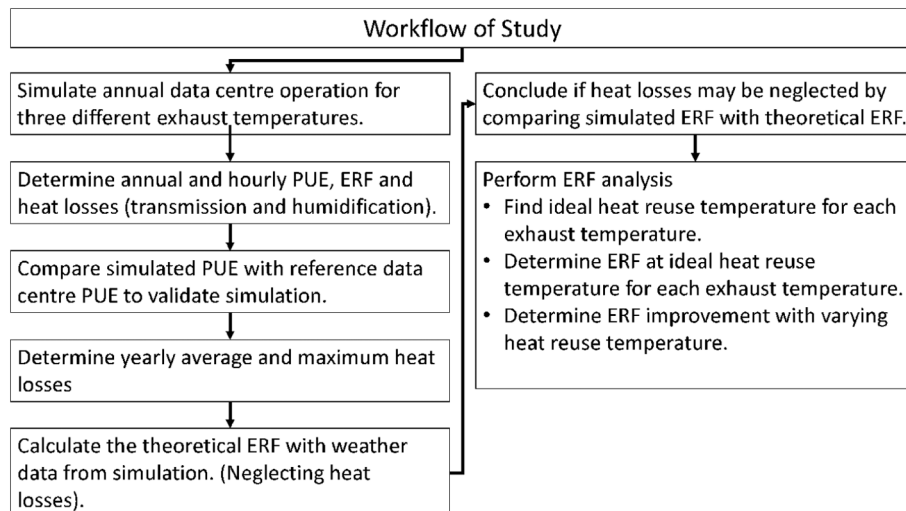 Workflow of Study
Simulate annual data centre operation for
three different exhaust temperatures.
Determine annual and hourly PUE, ERF and
heat losses (transmission and humidification).
Compare simulated PUE with reference data
centre PUE to validate simulation.
Determine yearly average and maximum heat
losses
Calculate the theoretical ERF with weather
data from simulation. (Neglecting heat
losses).
Conclude if heat losses may be neglected by
comparing simulated ERF with theoretical ERF.
Perform ERF analysis
• Find ideal heat reuse temperature for each
exhaust temperature.
• Determine ERF at ideal heat reuse
temperature for each exhaust temperature.
• Determine ERF improvement with varying
heat reuse temperature.